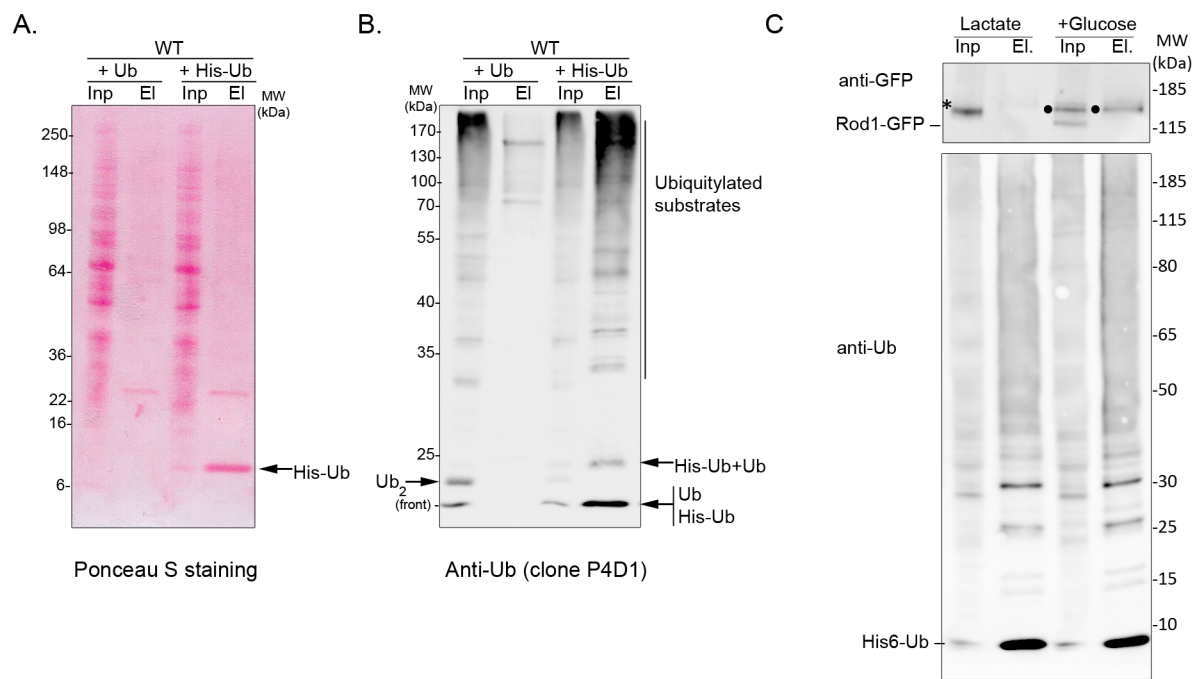 A.
WT
+ Ub + His-Ub
Inp El Inp El
MW
(kDa)
250-
148-
98-
64-
36-
22-
16-
6-
His-Ub
Ponceau S staining
B.
WT
+ Ub + His-Ub
MW
(kDa)
Inp El Inp El
170-
130-
100-
70-
55-
40-
35-
25
Ub2
(front) -
Ubiquitylated
substrates
His-Ub+Ub
Ub
His-Ub
Anti-Ub (clone P4D1)
C
Lactate +Glucose
Inp El. Inp El.
MW
(kDa)
anti-GFP
*
Rod1-GFP –
-185
-115
anti-Ub
-185
-115
-80
-65
-50
-30
-25
-15
-10
His6-Ub –